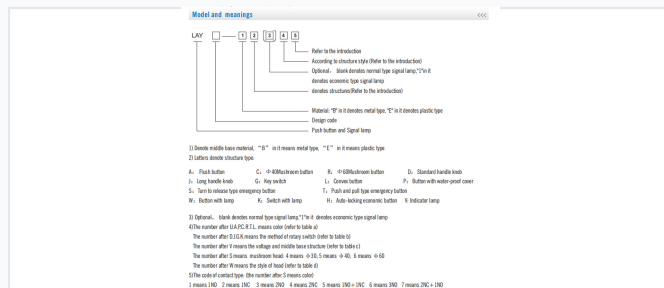 Model and meanings
<<<
LAY □ — 1 2 [3] 4 5
Refer to the introduction
According to structure style (Refer to the introduction)
Optional, blank denotes normal type signal lamp,"1"in it
denotes economic type signal lamp
denotes structures(Refer to the introduction)
Material: "B" in it denotes metal type, "E" in it denotes plastic type
Design code
Push button and Signal lamp
1) Denote middle base material, "B" in it means metal type, "E" in it means plastic type
2) Letters denote structure type:
A: Flush button C: Φ40Mushroom button R: Φ60Mushroom button D: Standard handle knob
J: Long handle knob G: Key switch L: Convex button P: Button with water-proof cover
S: Turn to release type emergency button T: Push and pull type emergency button
W: Button with lamp K: Switch with lamp H: Auto-locking economic button V: Indicator lamp
3) Optional, blank denotes normal type signal lamp,"1"in it denotes economic type signal lamp
4)The number after U.A.P.C.R.T.L. means color (refer to table a)
The number after D.J.G.K means the method of rotary switch (refer to table b)
The number after V means the voltage and middle base structure (refer to table c)
The number after S means mushroom head: 4 means Φ30; 5 means Φ40; 6 means Φ60
The number after W means the style of head (refer to table d)
5)The code of contact type: (the number after S means color)
1 means 1NO 2 means 1NC 3 means 2NO 4 means 2NC 5 means 1NO+1NC 6 means 3NO 7 means 2NC+1NO